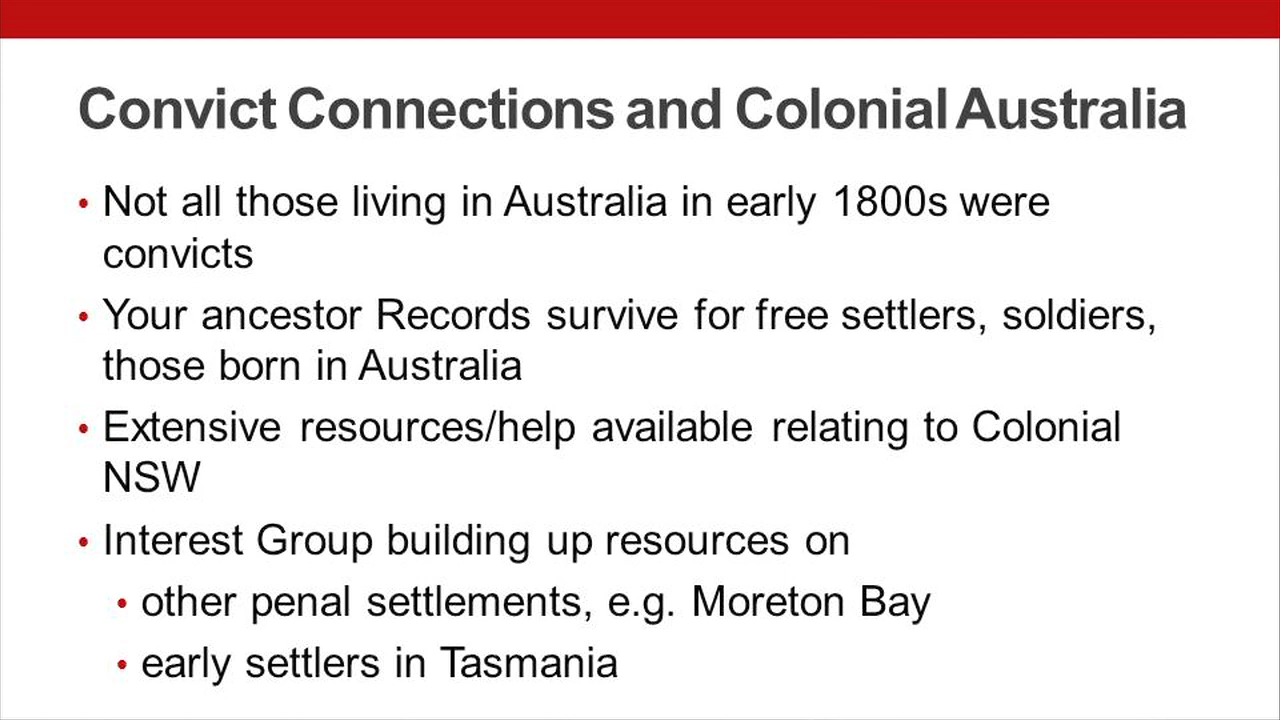 Convict Connections and Colonial Australia
• Not all those living in Australia in early 1800s were
convicts
• Your ancestor Records survive for free settlers, soldiers,
those born in Australia
• Extensive resources/help available relating to Colonial
NSW
• Interest Group building up resources on
• other penal settlements, e.g. Moreton Bay
• early settlers in Tasmania